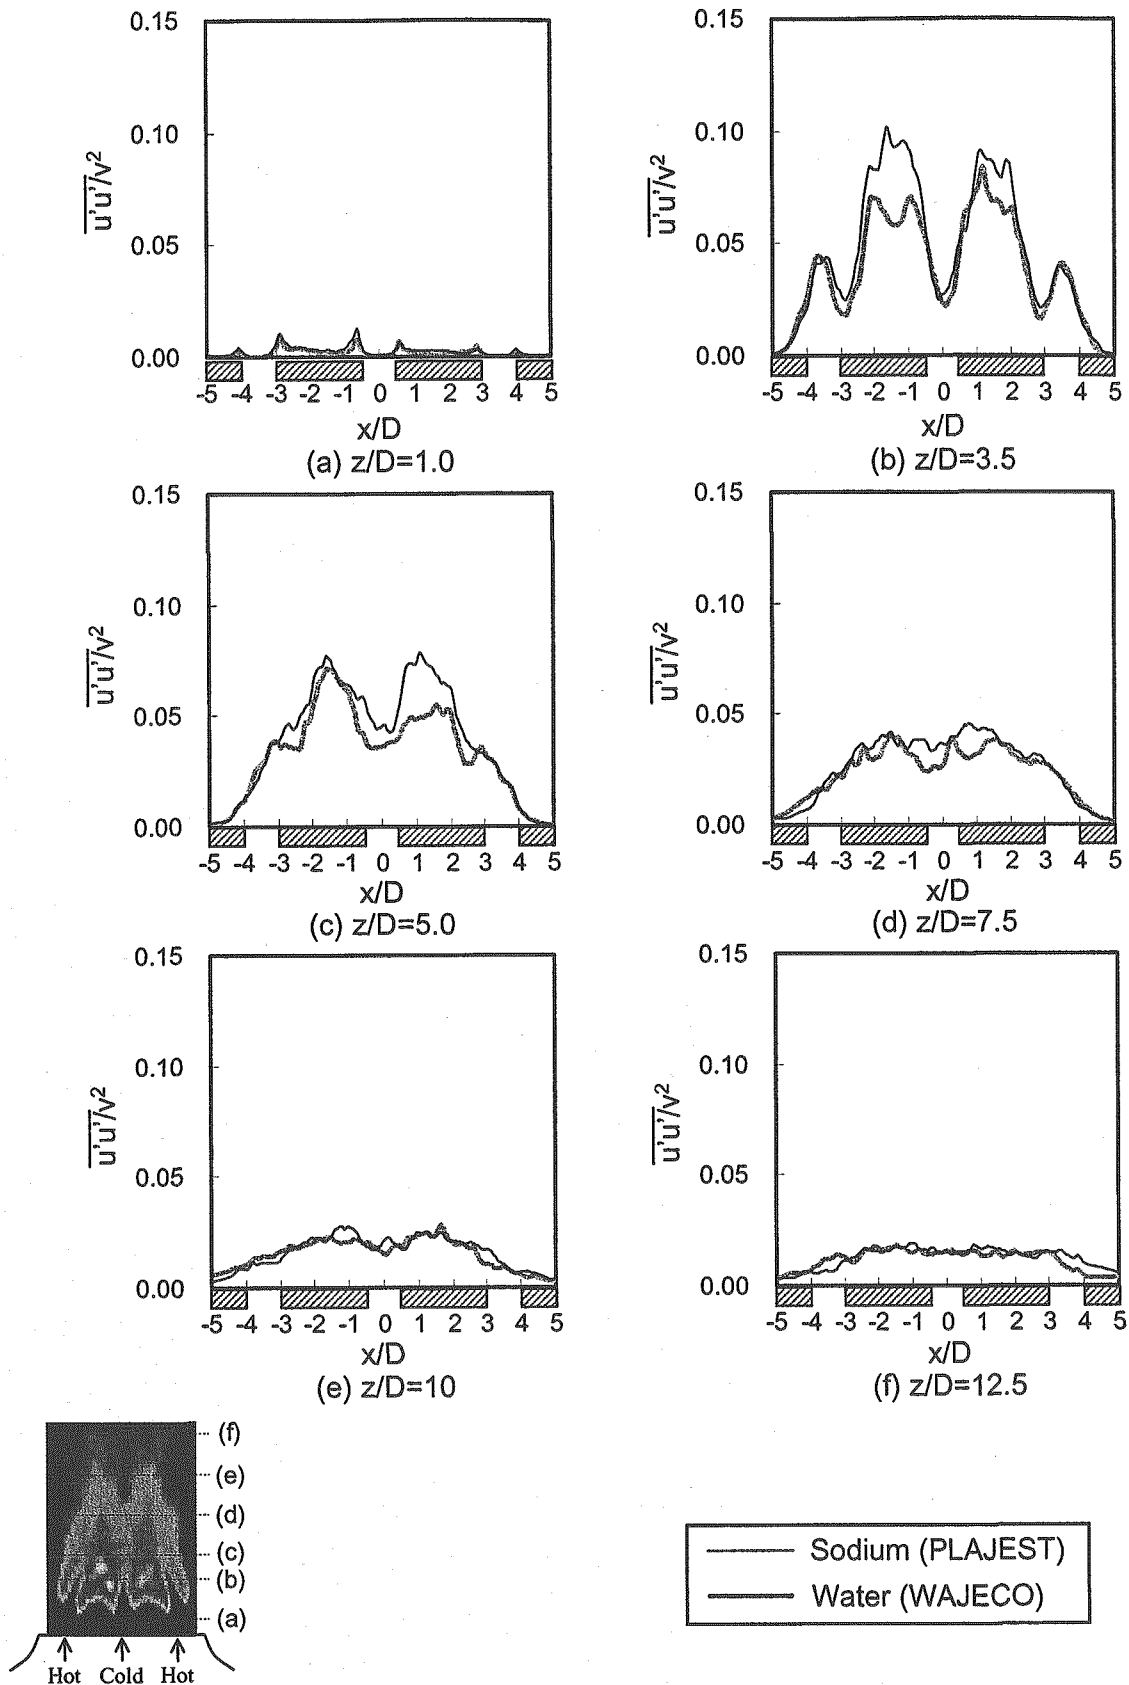 0.15
0.10
0.05
0.00
u'u'/v²
-5 -4 -3 -2 -1 0 1 2 3 4 5
x/D
(a) z/D=1.0
0.15
0.10
0.05
0.00
u'u'/v²
-5 -4 -3 -2 -1 0 1 2 3 4 5
x/D
(b) z/D=3.5
0.15
0.10
0.05
0.00
u'u'/v²
-5 -4 -3 -2 -1 0 1 2 3 4 5
x/D
(c) z/D=5.0
0.15
0.10
0.05
0.00
u'u'/v²
-5 -4 -3 -2 -1 0 1 2 3 4 5
x/D
(d) z/D=7.5
0.15
0.10
0.05
0.00
u'u'/v²
-5 -4 -3 -2 -1 0 1 2 3 4 5
x/D
(e) z/D=10
0.15
0.10
0.05
0.00
u'u'/v²
-5 -4 -3 -2 -1 0 1 2 3 4 5
x/D
(f) z/D=12.5
(f)
(e)
(d)
(c)
(b)
(a)
Hot Cold Hot
Sodium (PLAJEST)
Water (WAJECO)